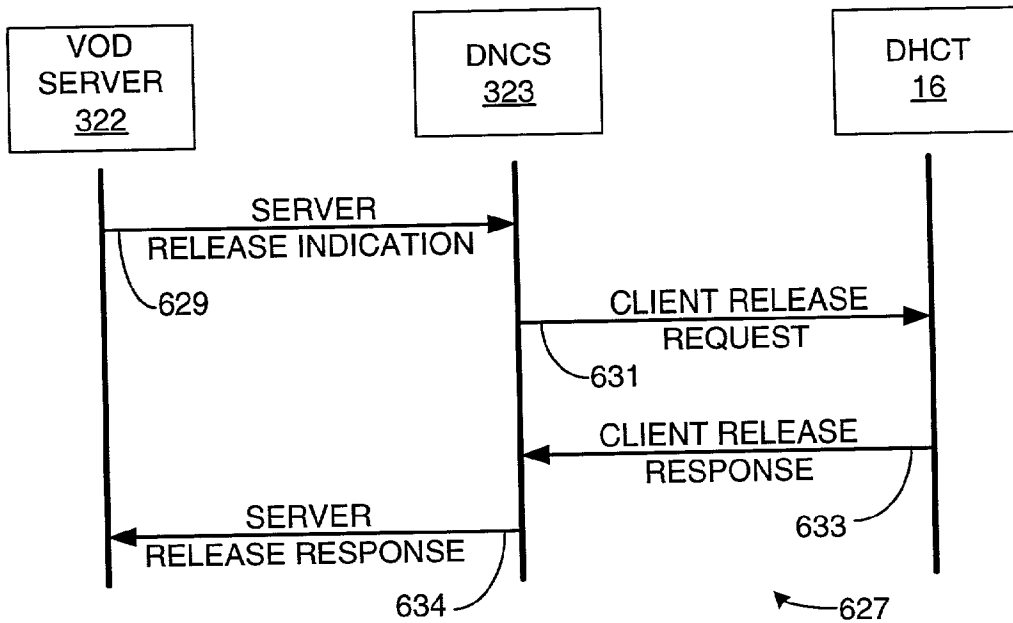 VOD
SERVER
322
DNCS
323
DHCT
16
SERVER
RELEASE INDICATION
629
CLIENT RELEASE
REQUEST
631
CLIENT RELEASE
RESPONSE
633
SERVER
RELEASE RESPONSE
634
627